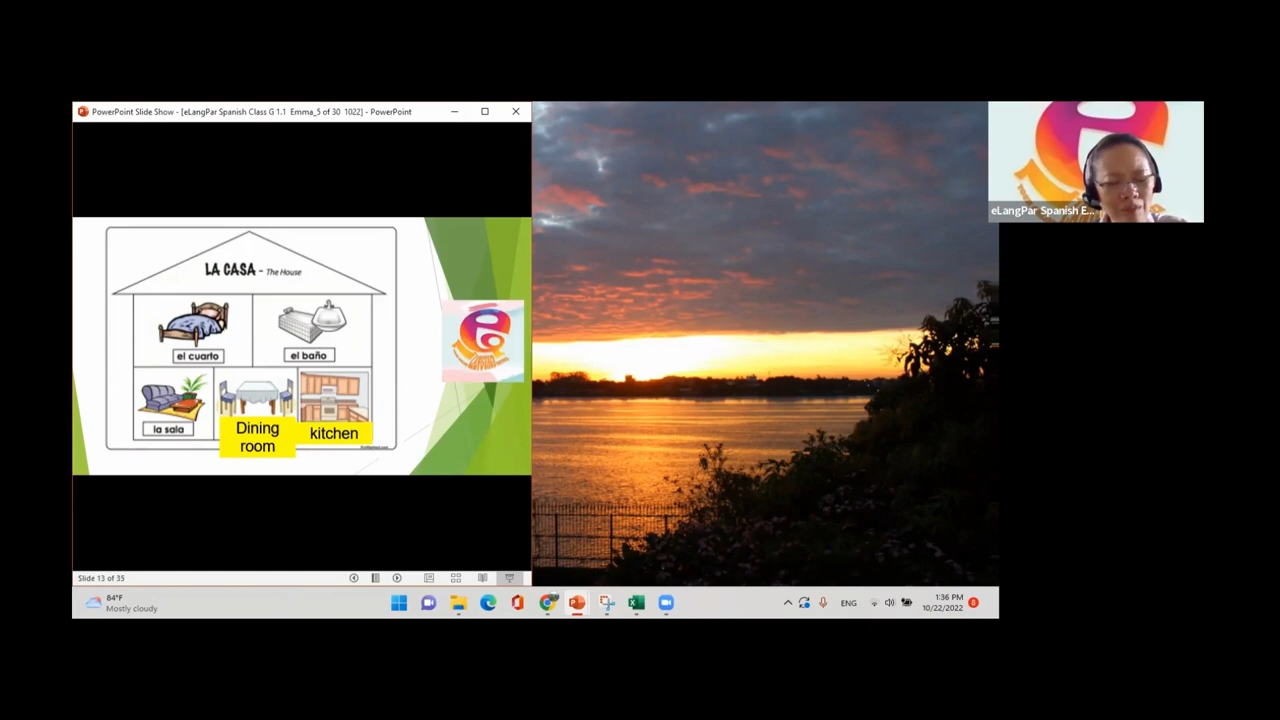 PowerPoint Slide Show - [eLangPar Spanish Class G 1.1 Emma_5 of 30 1022] - PowerPoint
LA CASA - The House
el cuarto
el baño
la sala
Dining
room
kitchen
Slide 13 of 35
eLangPar Spanish E...
84°F
Mostly cloudy
ENG
1:36 PM
10/22/2022